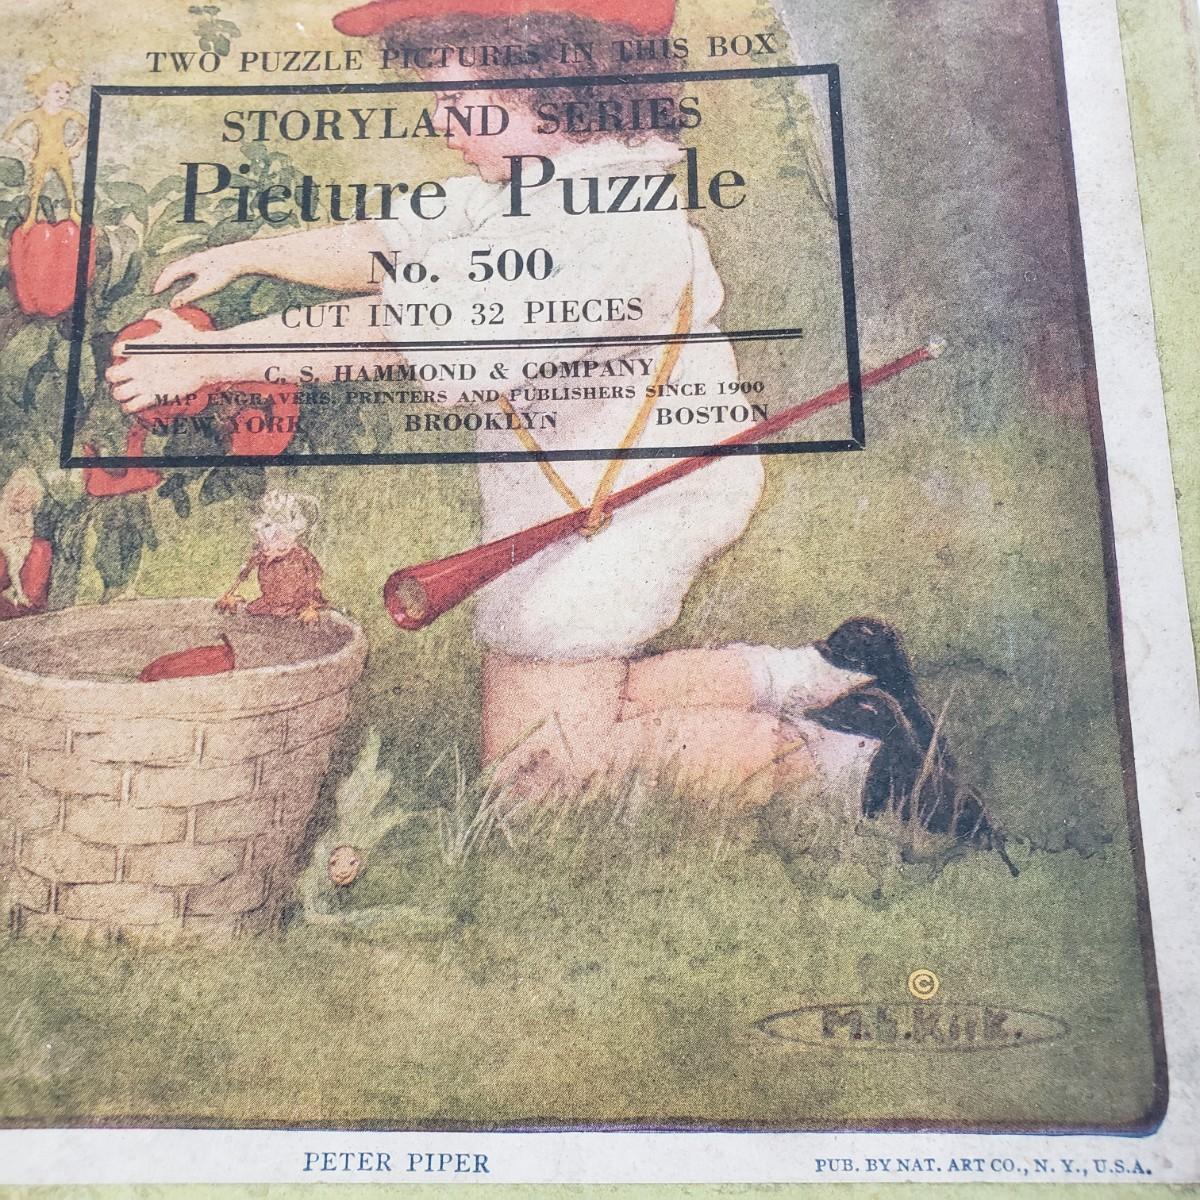 TWO PUZZLE PICTURES IN THIS BOX
STORYLAND SERIES
Picture Puzzle
No. 500
CUT INTO 32 PIECES
C. S. HAMMOND & COMPANY
MAP ENGRAVERS, PRINTERS AND PUBLISHERS SINCE 1900
NEW YORK BROOKLYN BOSTON
©
M.L.Kirk.
PETER PIPER
PUB. BY NAT. ART CO., N. Y., U.S.A.